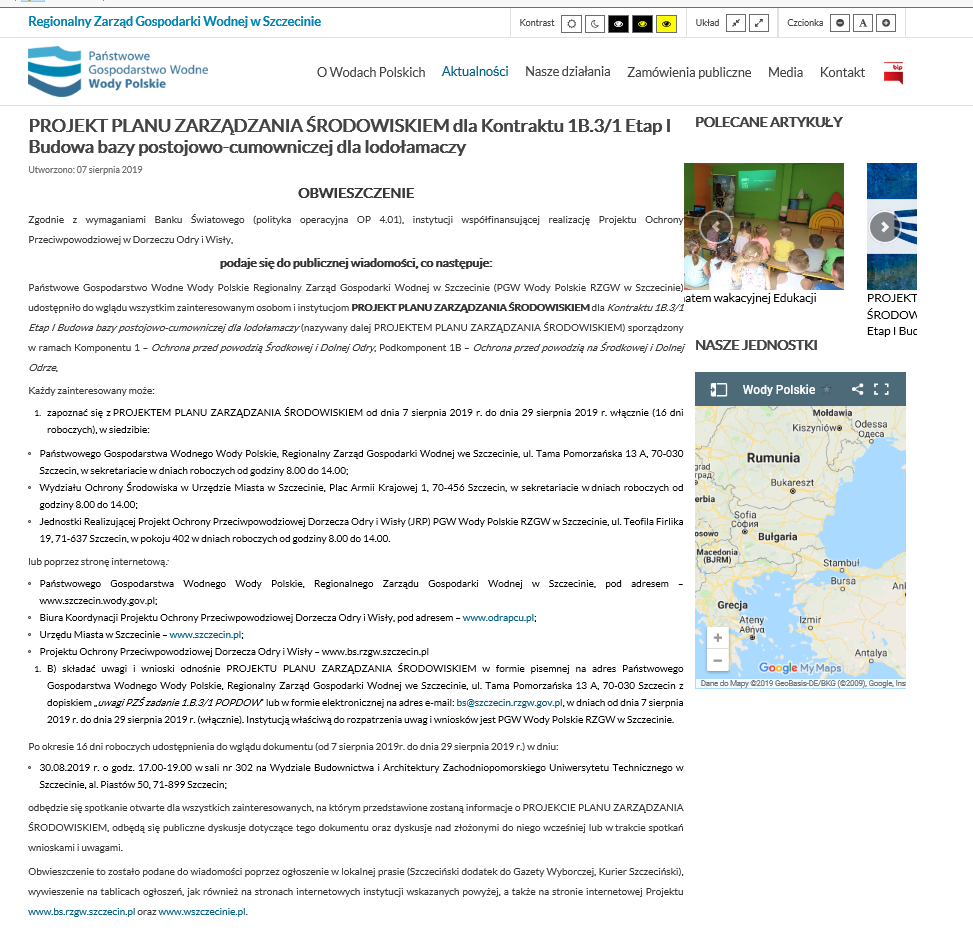 Regionalny Zarząd Gospodarki Wodnej w Szczecinie
Kontrast
Układ
Czcionka
A
Państwowe
Gospodarstwo Wodne
Wody Polskie
O Wodach Polskich Aktualności Nasze działania Zamówienia publiczne Media Kontakt
bip
PROJEKT PLANU ZARZĄDZANIA ŚRODOWISKIEM dla Kontraktu 1B.3/1 Etap I
Budowa bazy postojowo-cumowniczej dla lodołamaczy
Utworzono: 07 sierpnia 2019
OBWIESZCZENIE
Zgodnie z wymaganiami Banku Światowego (polityka operacyjna OP 4.01), instytucji współfinansującej realizację Projektu Ochrony
Przeciwpowodziowej w Dorzeczu Odry i Wisły,
podaje się do publicznej wiadomości, co następuje:
Państwowe Gospodarstwo Wodne Wody Polskie Regionalny Zarząd Gospodarki Wodnej w Szczecinie (PGW Wody Polskie RZGW w Szczecinie)
udostępniło do wglądu wszystkim zainteresowanym osobom i instytucjom PROJEKT PLANU ZARZĄDZANIA ŚRODOWISKIEM dla Kontraktu 1B.3/1
Etap I Budowa bazy postojowo-cumowniczej dla lodołamaczy (nazywany dalej PROJEKTEM PLANU ZARZĄDZANIA ŚRODOWISKIEM) sporządzony
w ramach Komponentu 1 – Ochrona przed powodzią Środkowej i Dolnej Odry, Podkomponent 1B – Ochrona przed powodzią na Środkowej i Dolnej
Odrze,
Każdy zainteresowany może:
1. zapoznać się z PROJEKTEM PLANU ZARZĄDZANIA ŚRODOWISKIEM od dnia 7 sierpnia 2019 r. do dnia 29 sierpnia 2019 r. włącznie (16 dni
roboczych), w siedzibie:
Państwowego Gospodarstwa Wodnego Wody Polskie, Regionalny Zarząd Gospodarki Wodnej we Szczecinie, ul. Tama Pomorzańska 13 A, 70-030
Szczecin, w sekretariacie w dniach roboczych od godziny 8.00 do 14.00;
Wydziału Ochrony Środowiska w Urzędzie Miasta w Szczecinie, Plac Armii Krajowej 1, 70-456 Szczecin, w sekretariacie w dniach roboczych od
godziny 8.00 do 14.00;
Jednostki Realizującej Projekt Ochrony Przeciwpowodziowej Dorzecza Odry i Wisły (JRP) PGW Wody Polskie RZGW w Szczecinie, ul. Teofila Firlika
19, 71-637 Szczecin, w pokoju 402 w dniach roboczych od godziny 8.00 do 14.00.
lub poprzez stronę internetową:
Państwowego Gospodarstwa Wodnego Wody Polskie, Regionalnego Zarządu Gospodarki Wodnej w Szczecinie, pod adresem –
www.szczecin.wody.gov.pl;
Biura Koordynacji Projektu Ochrony Przeciwpowodziowej Dorzecza Odry i Wisły, pod adresem – www.odrapcu.pl;
Urzędu Miasta w Szczecinie – www.szczecin.pl;
Projektu Ochrony Przeciwpowodziowej Dorzecza Odry i Wisły – www.bs.rzgw.szczecin.pl
1. B) składać uwagi i wnioski odnośnie PROJEKTU PLANU ZARZĄDZANIA ŚRODOWISKIEM w formie pisemnej na adres Państwowego
Gospodarstwa Wodnego Wody Polskie, Regionalny Zarząd Gospodarki Wodnej we Szczecinie, ul. Tama Pomorzańska 13 A, 70-030 Szczecin z
dopiskiem „uwagi PZŚ zadanie 1.B.3/1 POPDOW" lub w formie elektronicznej na adres e-mail: bs@szczecin.rzgw.gov.pl, w dniach od dnia 7 sierpnia
2019 r. do dnia 29 sierpnia 2019 r. (włącznie). Instytucją właściwą do rozpatrzenia uwag i wniosków jest PGW Wody Polskie RZGW w Szczecinie.
Po okresie 16 dni roboczych udostępnienia do wglądu dokumentu (od 7 sierpnia 2019r. do dnia 29 sierpnia 2019 r.) w dniu:
30.08.2019 r. o godz. 17.00-19.00 w sali nr 302 na Wydziale Budownictwa i Architektury Zachodniopomorskiego Uniwersytetu Technicznego w
Szczecinie, al. Piastów 50, 71-899 Szczecin;
odbędzie się spotkanie otwarte dla wszystkich zainteresowanych, na którym przedstawione zostaną informacje o PROJEKCIE PLANU ZARZĄDZANIA
ŚRODOWISKIEM, odbędą się publiczne dyskusje dotyczące tego dokumentu oraz dyskusje nad złożonymi do niego wcześniej lub w trakcie spotkań
wnioskami i uwagami.
Obwieszczenie to zostało podane do wiadomości poprzez ogłoszenie w lokalnej prasie (Szczeciński dodatek do Gazety Wyborczej, Kurier Szczeciński),
wywieszenie na tablicach ogłoszeń, jak również na stronach internetowych instytucji wskazanych powyżej, a także na stronie internetowej Projektu
www.bs.rzgw.szczecin.pl oraz www.wszczecinie.pl.
POLECANE ARTYKUŁY
atem wakacyjnej Edukacji
PROJEKT
ŚRODOW
Etap I Buc
NASZE JEDNOSTKI
Wody Polskie
Mołdawia
Kiszyniów
Odessa
Одеса
grad
град
Rumunia
erbia
Bukareszt
Sofia
София
osowo
Bułgaria
Macedonia
(BJRM)
Stambuł
Bursa
Ank
Grecja
Ateny
Αθήνα
Izmir
Antalya
+
−
Google My Maps
Dane do Mapy ©2019 GeoBasis-DE/BKG (©2009), Google, Inst